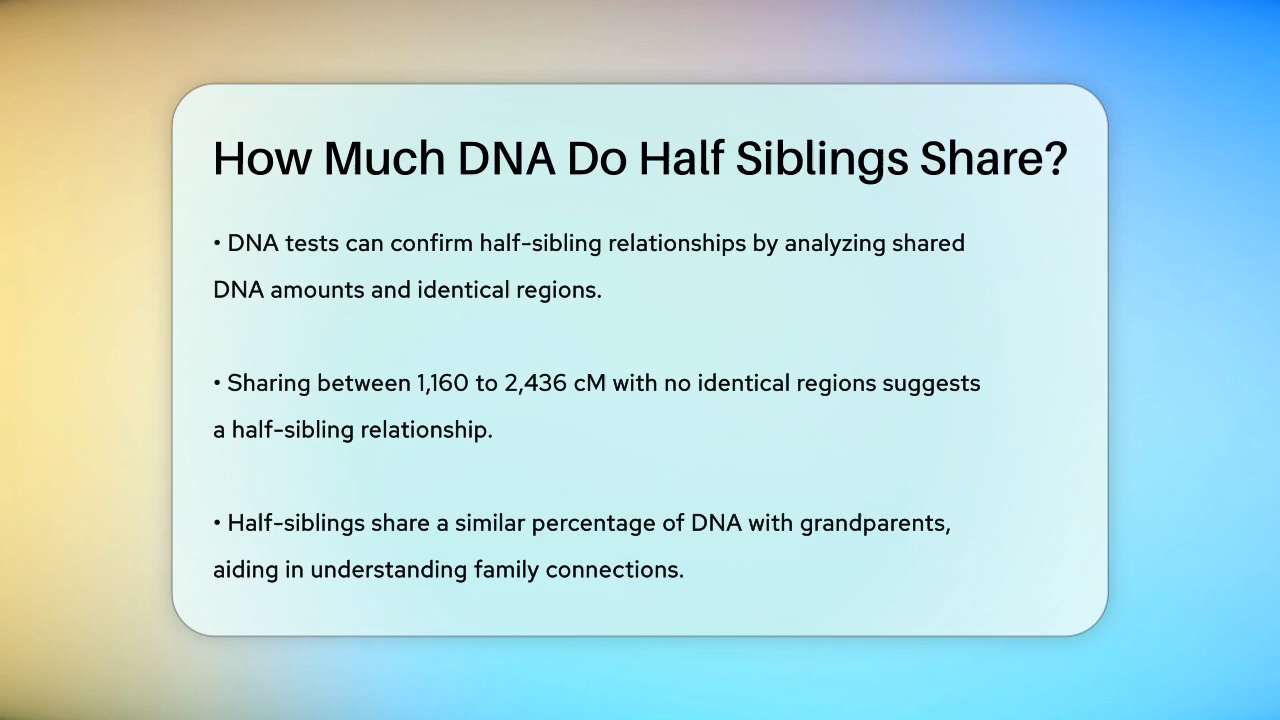 How Much DNA Do Half Siblings Share?
• DNA tests can confirm half-sibling relationships by analyzing shared
DNA amounts and identical regions.
• Sharing between 1,160 to 2,436 cM with no identical regions suggests
a half-sibling relationship.
• Half-siblings share a similar percentage of DNA with grandparents,
aiding in understanding family connections.